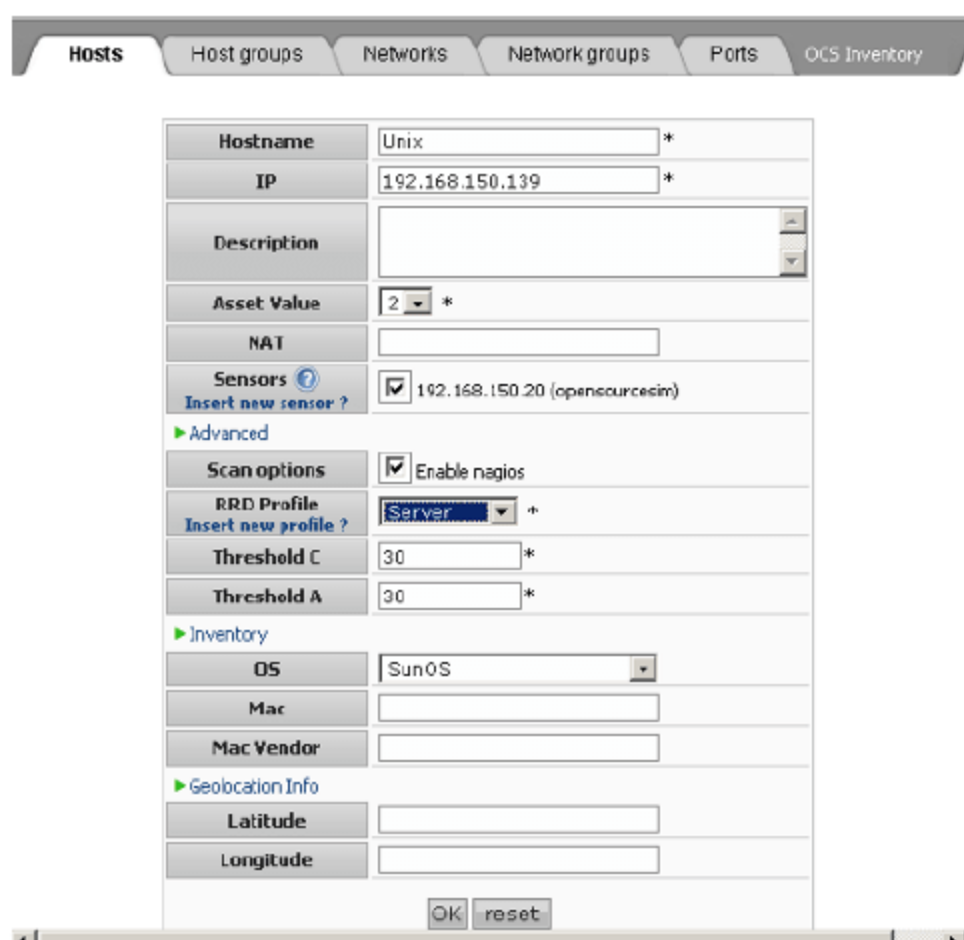 Hosts Host groups Networks Network groups Ports OCS Inventory
Hostname Unix *
IP 192.168.150.139 *
Description
Asset Value 2 *
NAT
Sensors ?
Insert new sensor ? 192.168.150.20 (opensourcesim)
Advanced
Scan options Enable nagios
RRD Profile
Insert new profile ? Server *
Threshold C 30 *
Threshold A 30 *
Inventory
OS SunOS
Mac
Mac Vendor
Geolocation Info
Latitude
Longitude
OK reset